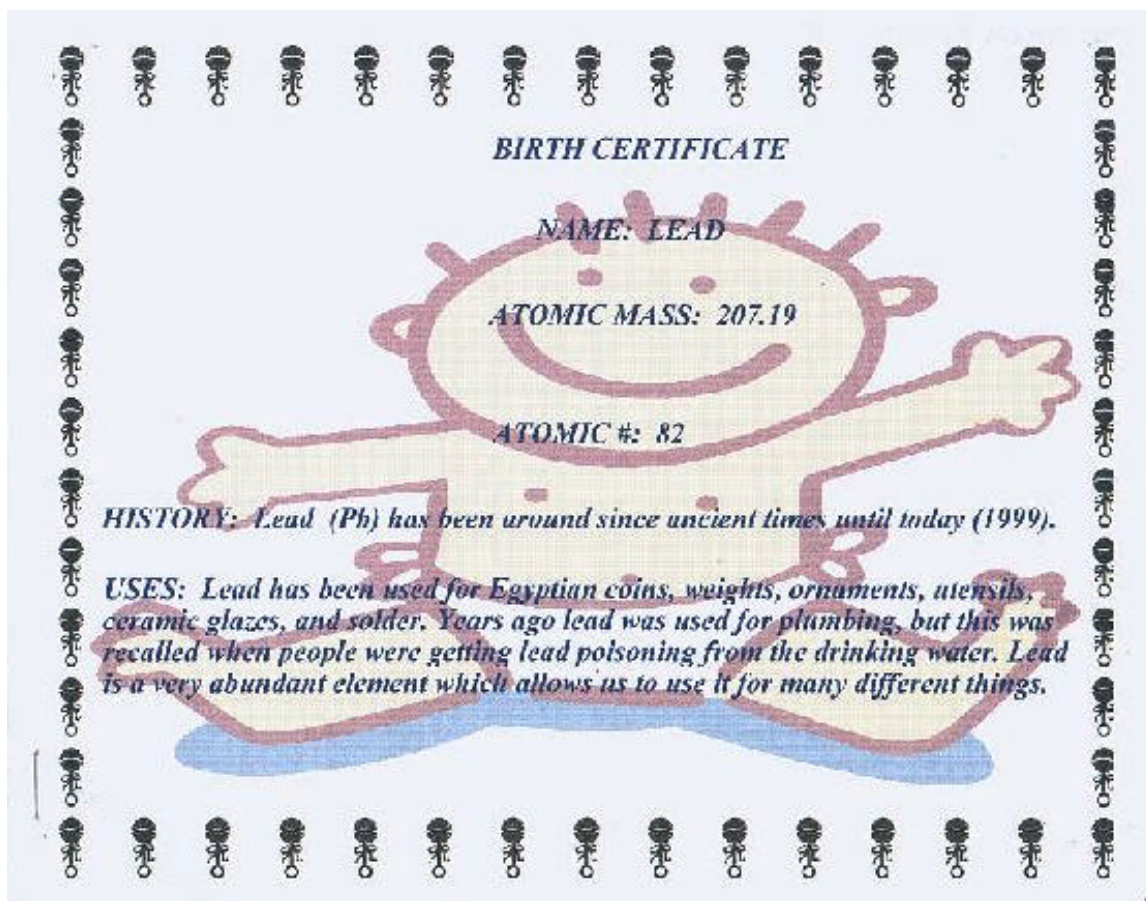 BIRTH CERTIFICATE
NAME: LEAD
ATOMIC MASS: 207.19
ATOMIC #: 82
HISTORY: Lead (Pb) has been around since ancient times until today (1999).
USES: Lead has been used for Egyptian coins, weights, ornaments, utensils,
ceramic glazes, and solder. Years ago lead was used for plumbing, but this was
recalled when people were getting lead poisoning from the drinking water. Lead
is a very abundant element which allows us to use it for many different things.